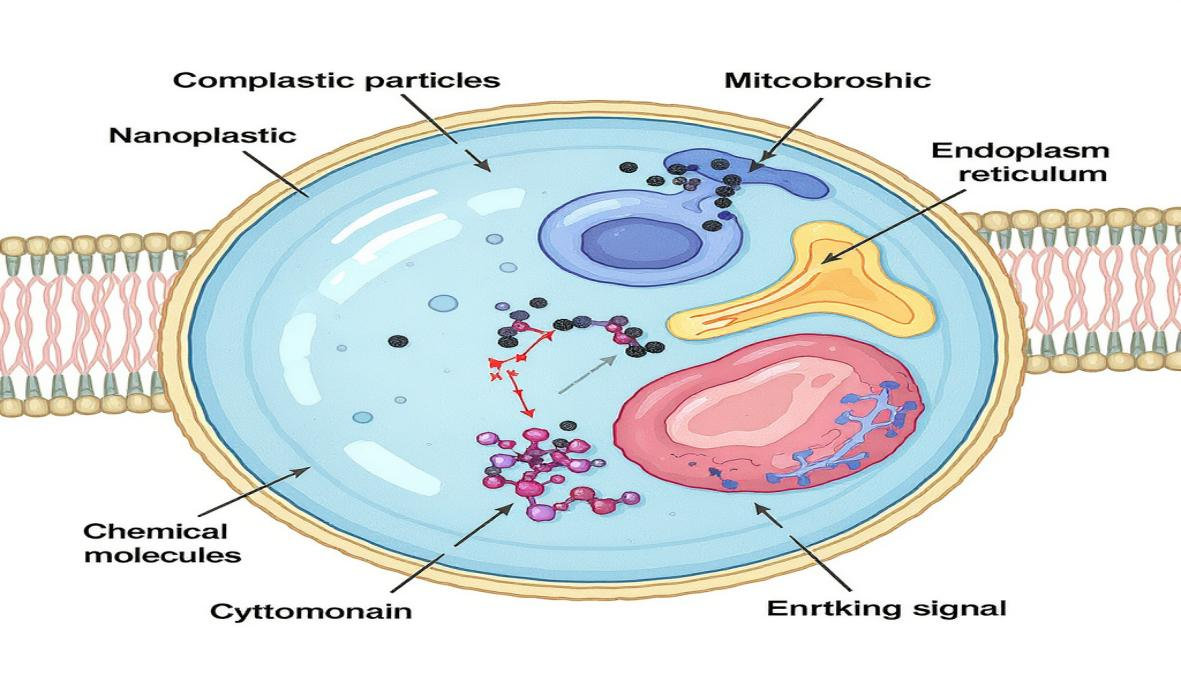 Complastic particles
Mitcobroshic
Nanoplastic
Endoplasm
reticulum
Chemical
molecules
Cyttomonain
Enrtking signal